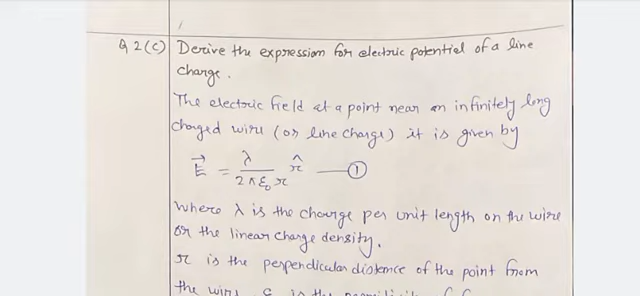 Q 2(C) Derive the expression for electric potential of a line
charge.
The electric field at a point near an infinitely long
charged wire (or line charge) it is given by
E⃗ = λ / 2πε₀r r̂ —— ①
where λ is the charge per unit length on the wire
or the linear charge density.
r is the perpendicular distance of the point from
the wire